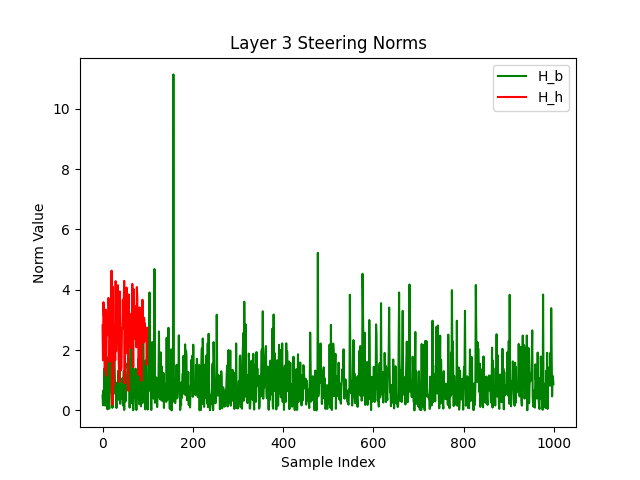 Layer 3 Steering Norms
H_b
H_h
Norm Value
10
8
6
4
2
0
0 200 400 600 800 1000
Sample Index